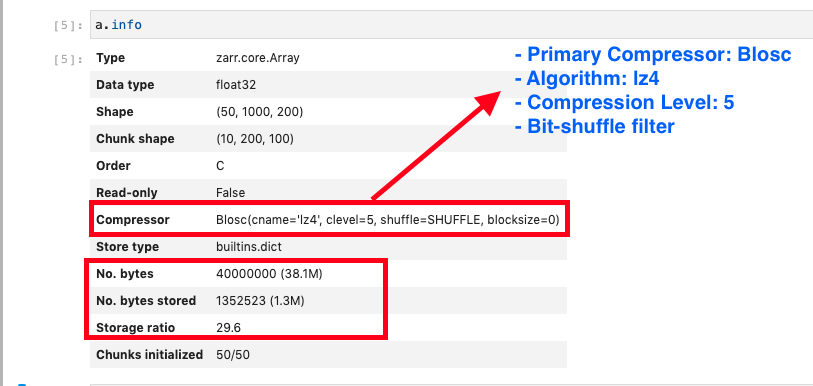 [5]: a.info
[5]:
Type zarr.core.Array
Data type float32
Shape (50, 1000, 200)
Chunk shape (10, 200, 100)
Order C
Read-only False
Compressor Blosc(cname='lz4', clevel=5, shuffle=SHUFFLE, blocksize=0)
Store type builtins.dict
No. bytes 40000000 (38.1M)
No. bytes stored 1352523 (1.3M)
Storage ratio 29.6
Chunks initialized 50/50
- Primary Compressor: Blosc
- Algorithm: lz4
- Compression Level: 5
- Bit-shuffle filter